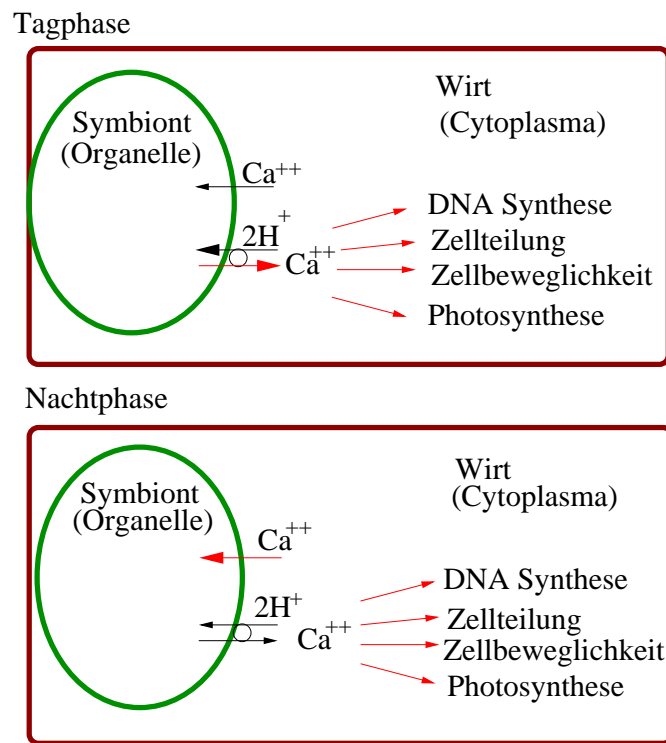 Tagphase
Wirt
(Cytoplasma)
Symbiont
(Organelle)
Ca++
2H+
Ca++
DNA Synthese
Zellteilung
Zellbeweglichkeit
Photosynthese
Nachtphase
Wirt
(Cytoplasma)
Symbiont
(Organelle)
Ca++
2H+
Ca++
DNA Synthese
Zellteilung
Zellbeweglichkeit
Photosynthese